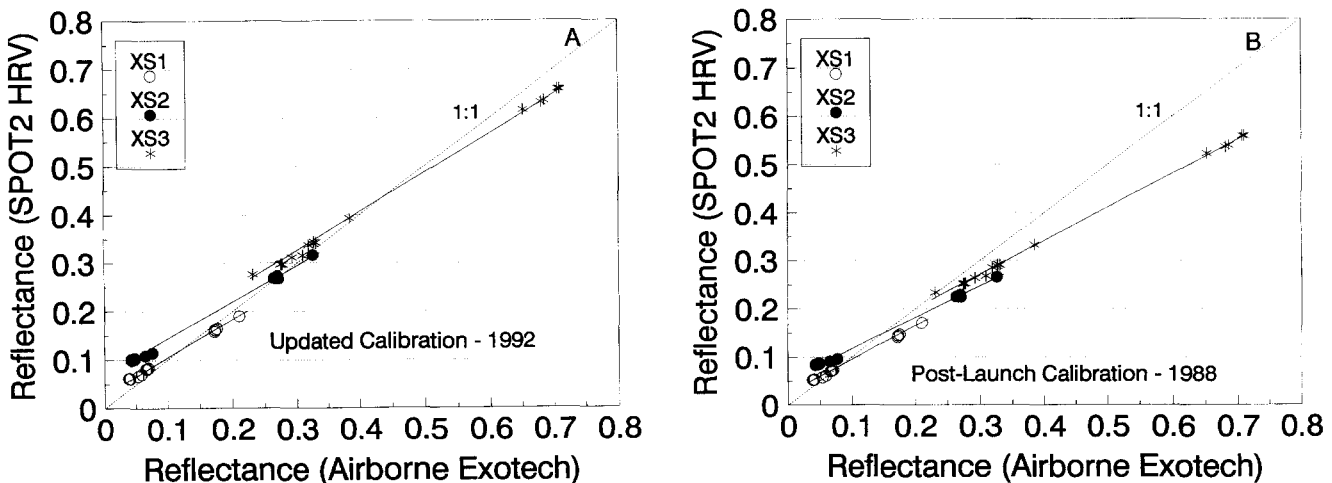 Reflectance (SPOT2 HRV)
0.8
0.7
0.6
0.5
0.4
0.3
0.2
0.1
0
XS1
XS2
XS3
A
1:1
Updated Calibration - 1992
0 0.1 0.2 0.3 0.4 0.5 0.6 0.7 0.8
Reflectance (Airborne Exotech)
Reflectance (SPOT2 HRV)
0.8
0.7
0.6
0.5
0.4
0.3
0.2
0.1
0
XS1
XS2
XS3
B
1:1
Post-Launch Calibration - 1988
0 0.1 0.2 0.3 0.4 0.5 0.6 0.7 0.8
Reflectance (Airborne Exotech)